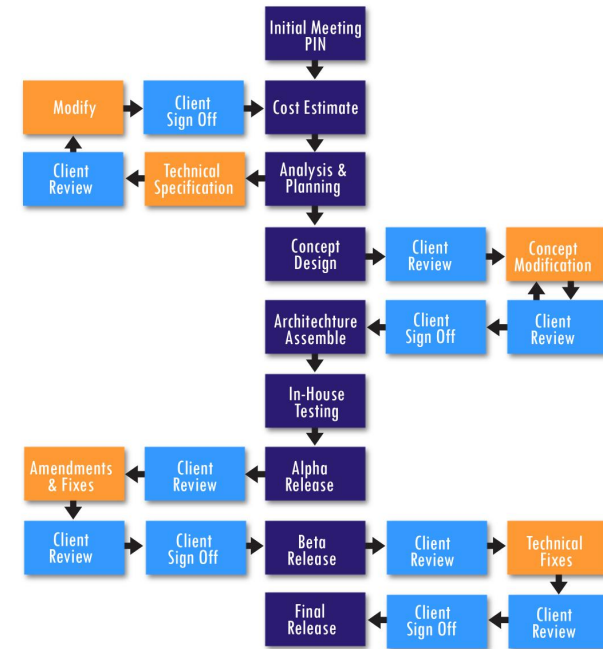 Initial Meeting
PIN
Modify
Client
Sign Off
Cost Estimate
Client
Review
Technical
Specification
Analysis &
Planning
Concept
Design
Client
Review
Concept
Modification
Architechture
Assemble
Client
Sign Off
Client
Review
In-House
Testing
Amendments
& Fixes
Client
Review
Alpha
Release
Client
Review
Client
Sign Off
Beta
Release
Client
Review
Technical
Fixes
Final
Release
Client
Sign Off
Client
Review